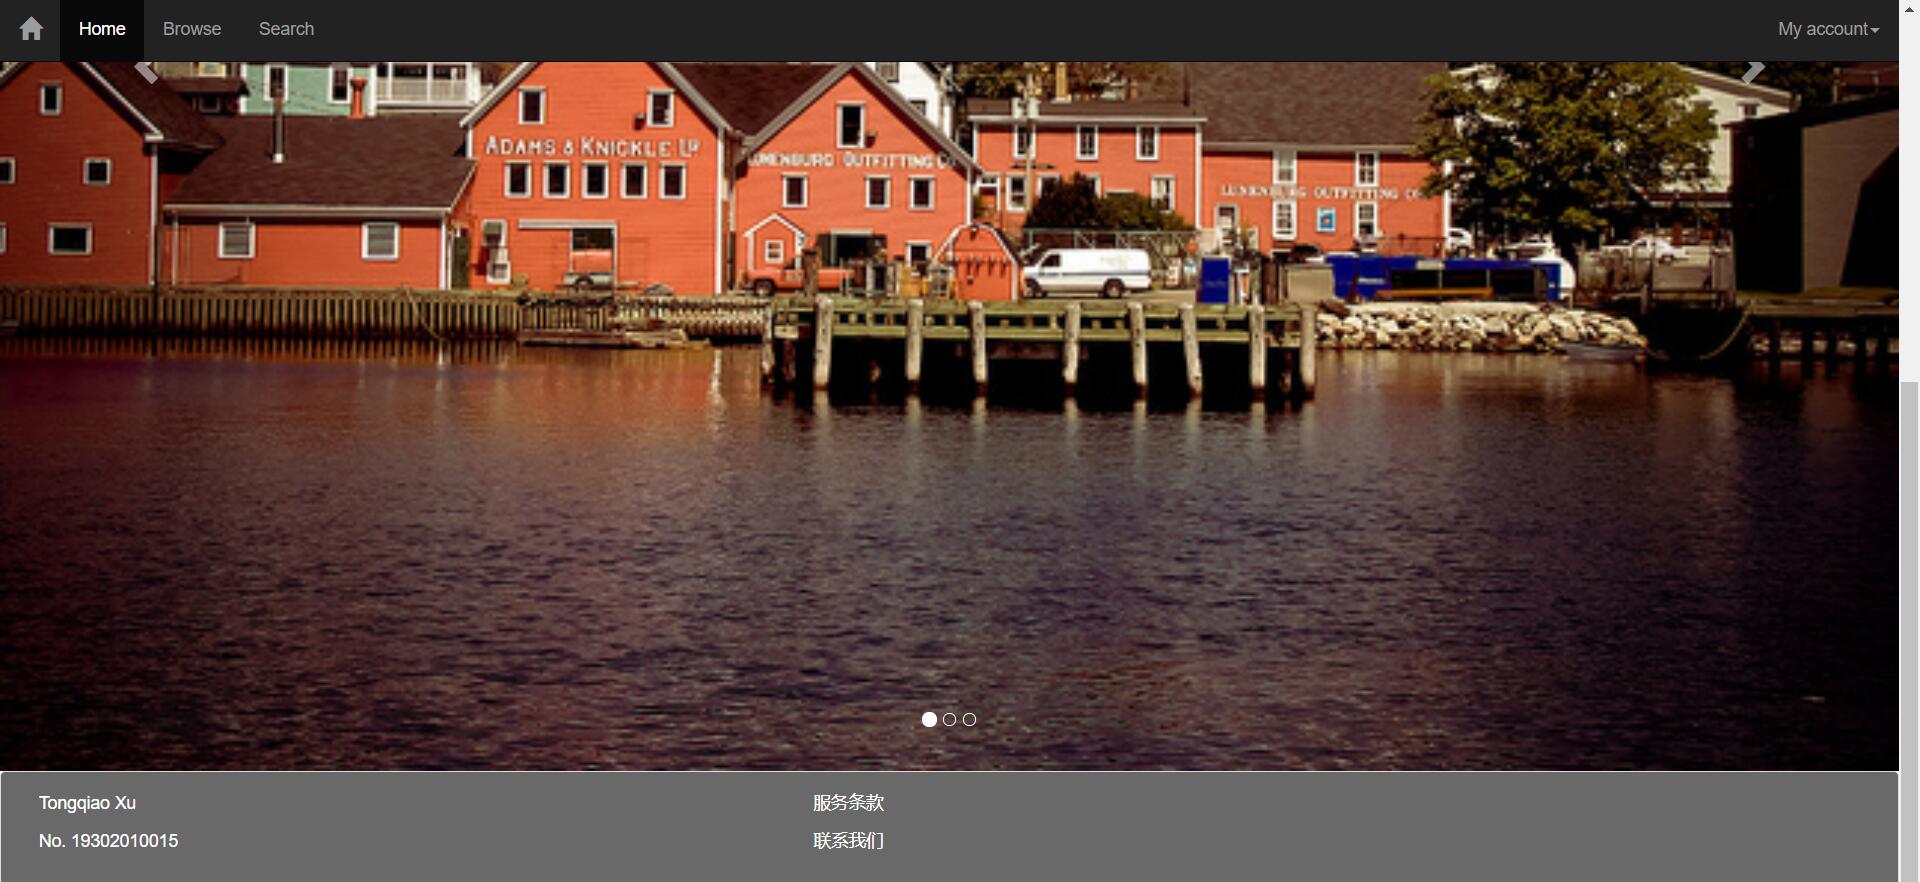 Home
Browse
Search
My account
ADAMS & KNICKLE LD
LUNENBURG OUTFITTING CO
LUNENBURG OUTFITTING CO
Tongqiao Xu
服务条款
No. 19302010015
联系我们